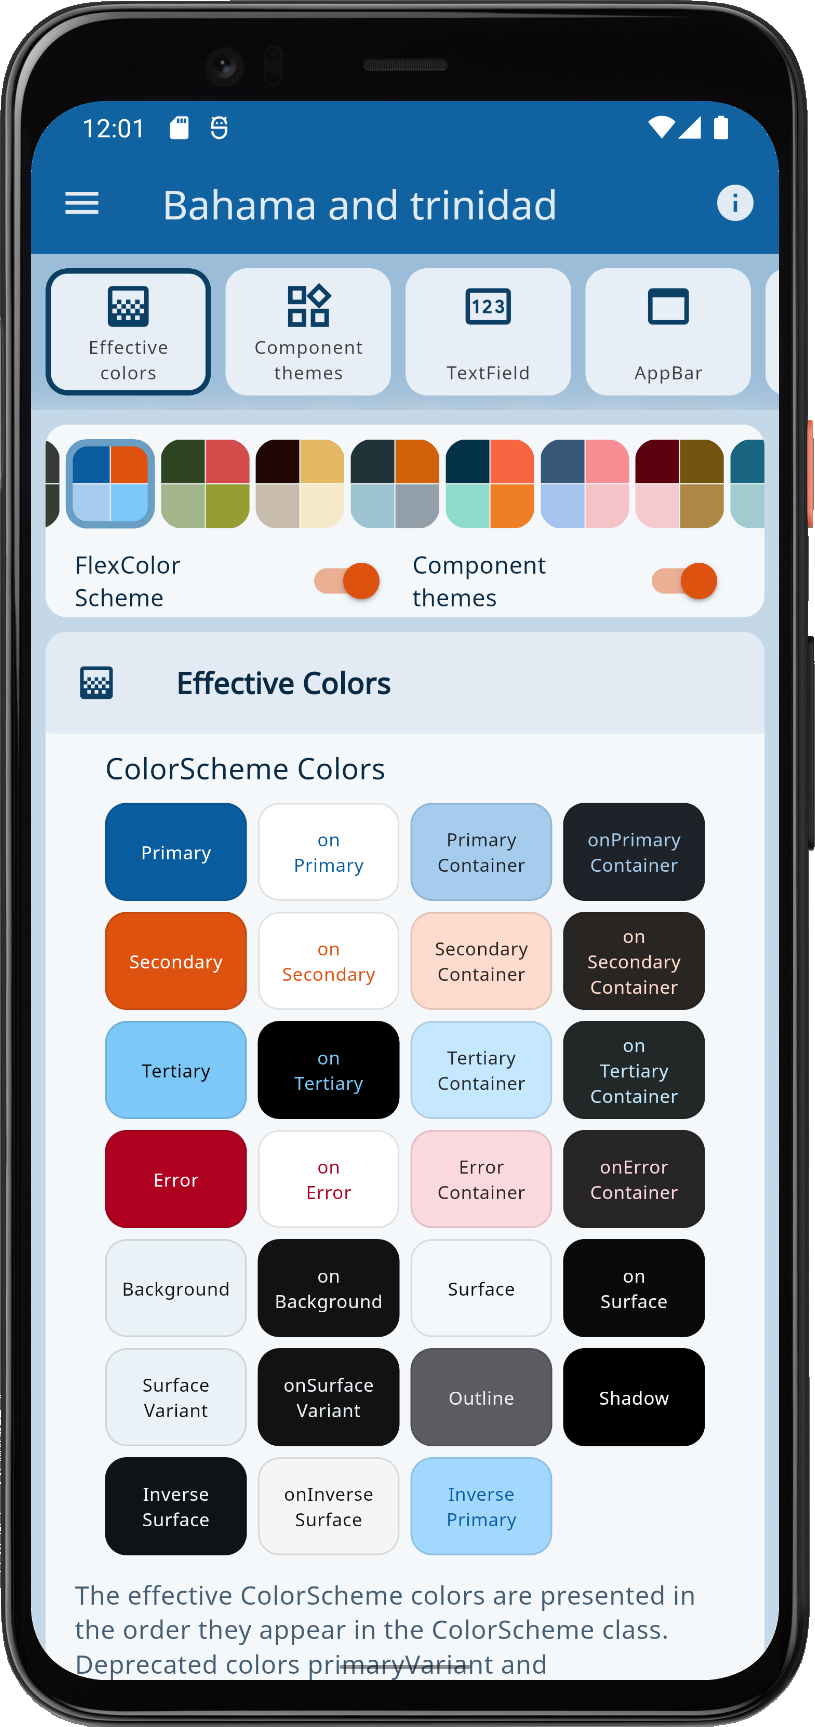 12:01
Bahama and trinidad
Effective
colors
Component
themes
123
TextField
AppBar
FlexColor
Scheme
Component
themes
Effective Colors
ColorScheme Colors
Primary
on
Primary
Primary
Container
onPrimary
Container
Secondary
on
Secondary
Secondary
Container
on
Secondary
Container
Tertiary
on
Tertiary
Tertiary
Container
on
Tertiary
Container
Error
on
Error
Error
Container
onError
Container
Background
on
Background
Surface
on
Surface
Surface
Variant
onSurface
Variant
Outline
Shadow
Inverse
Surface
onInverse
Surface
Inverse
Primary
The effective ColorScheme colors are presented in
the order they appear in the ColorScheme class.
Deprecated colors primaryVariant and